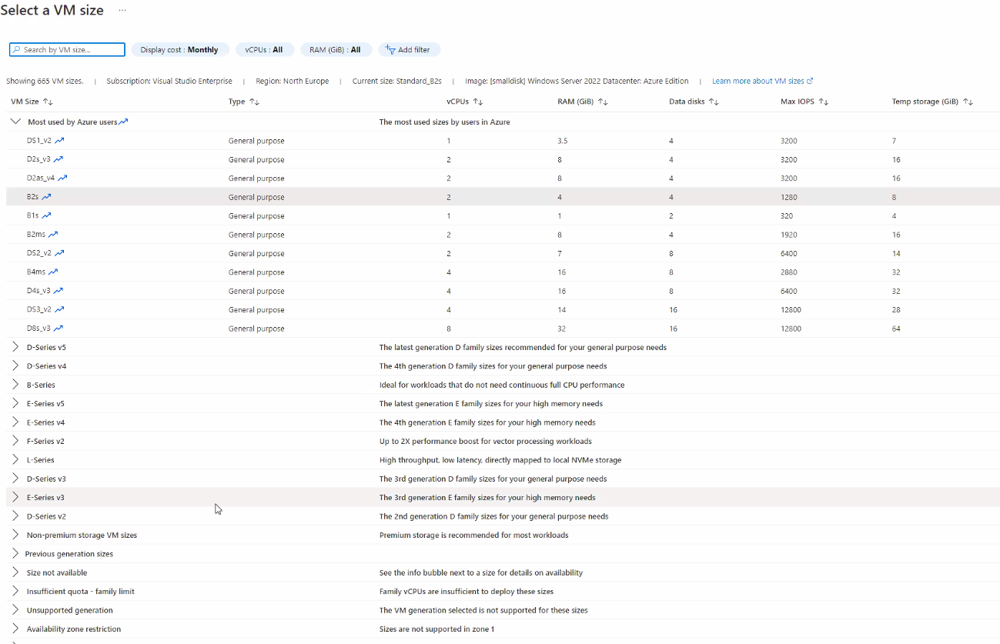 Select a VM size ...
Search by VM size... Display cost : Monthly vCPUs : All RAM (GiB) : All Add filter
Showing 665 VM sizes. | Subscription: Visual Studio Enterprise | Region: North Europe | Current size: Standard_B2s | Image: [smalldisk] Windows Server 2022 Datacenter: Azure Edition | Learn more about VM sizes
VM Size Type vCPUs RAM (GiB) Data disks Max IOPS Temp storage (GiB)
Most used by Azure users The most used sizes by users in Azure
DS1_v2 General purpose 1 3.5 4 3200 7
D2s_v3 General purpose 2 8 4 3200 16
D2as_v4 General purpose 2 8 4 3200 16
B2s General purpose 2 4 4 1280 8
B1s General purpose 1 1 2 320 4
B2ms General purpose 2 8 4 1920 16
DS2_v2 General purpose 2 7 8 6400 14
B4ms General purpose 4 16 8 2880 32
D4s_v3 General purpose 4 16 8 6400 32
DS3_v2 General purpose 4 14 16 12800 28
D8s_v3 General purpose 8 32 16 12800 64
D-Series v5 The latest generation D family sizes recommended for your general purpose needs
D-Series v4 The 4th generation D family sizes for your general purpose needs
B-Series Ideal for workloads that do not need continuous full CPU performance
E-Series v5 The latest generation E family sizes for your high memory needs
E-Series v4 The 4th generation E family sizes for your high memory needs
F-Series v2 Up to 2X performance boost for vector processing workloads
L-Series High throughput, low latency, directly mapped to local NVMe storage
D-Series v3 The 3rd generation D family sizes for your general purpose needs
E-Series v3 The 3rd generation E family sizes for your high memory needs
D-Series v2 The 2nd generation D family sizes for your general purpose needs
Non-premium storage VM sizes Premium storage is recommended for most workloads
Previous generation sizes
Size not available See the info bubble next to a size for details on availability
Insufficient quota - family limit Family vCPUs are insufficient to deploy these sizes
Unsupported generation The VM generation selected is not supported for these sizes
Availability zone restriction Sizes are not supported in zone 1